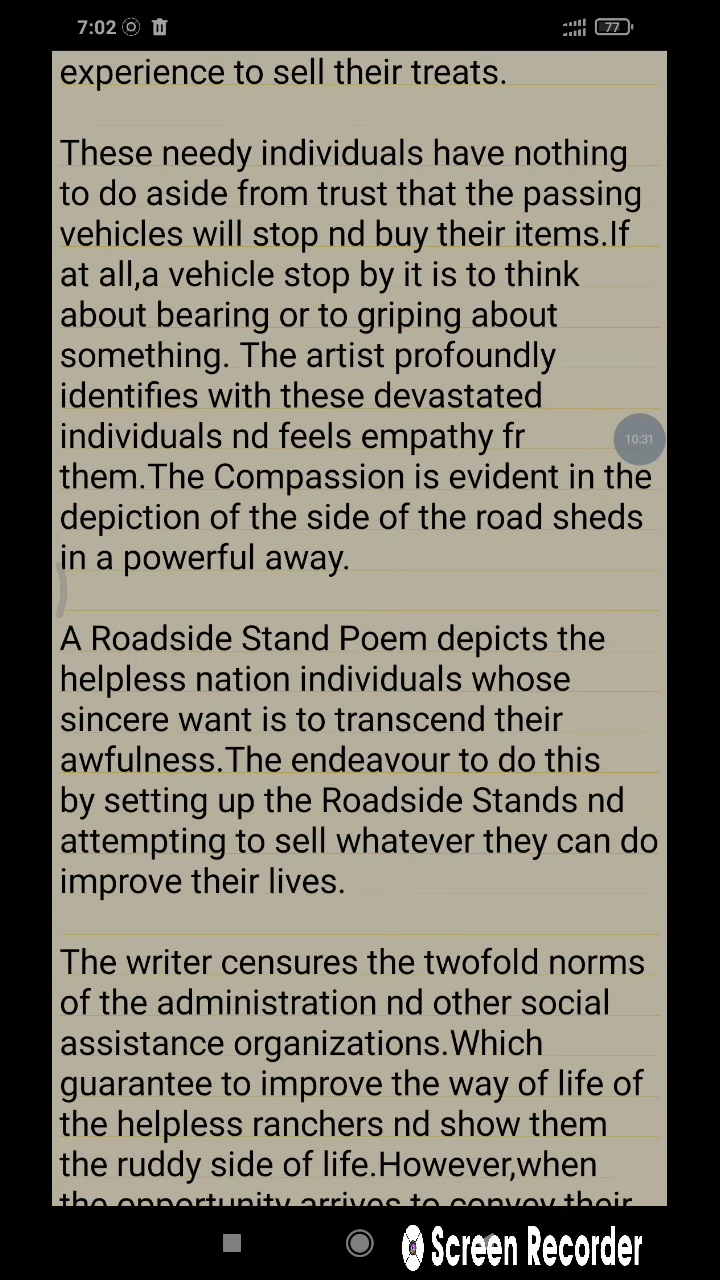 7:02
77
experience to sell their treats.
These needy individuals have nothing
to do aside from trust that the passing
vehicles will stop nd buy their items.If
at all,a vehicle stop by it is to think
about bearing or to griping about
something. The artist profoundly
identifies with these devastated
individuals nd feels empathy fr
10:31
them.The Compassion is evident in the
depiction of the side of the road sheds
in a powerful away.
A Roadside Stand Poem depicts the
helpless nation individuals whose
sincere want is to transcend their
awfulness.The endeavour to do this
by setting up the Roadside Stands nd
attempting to sell whatever they can do
improve their lives.
The writer censures the twofold norms
of the administration nd other social
assistance organizations.Which
guarantee to improve the way of life of
the helpless ranchers nd show them
the ruddy side of life.However,when
the opportunity arrives to convey their
Screen Recorder